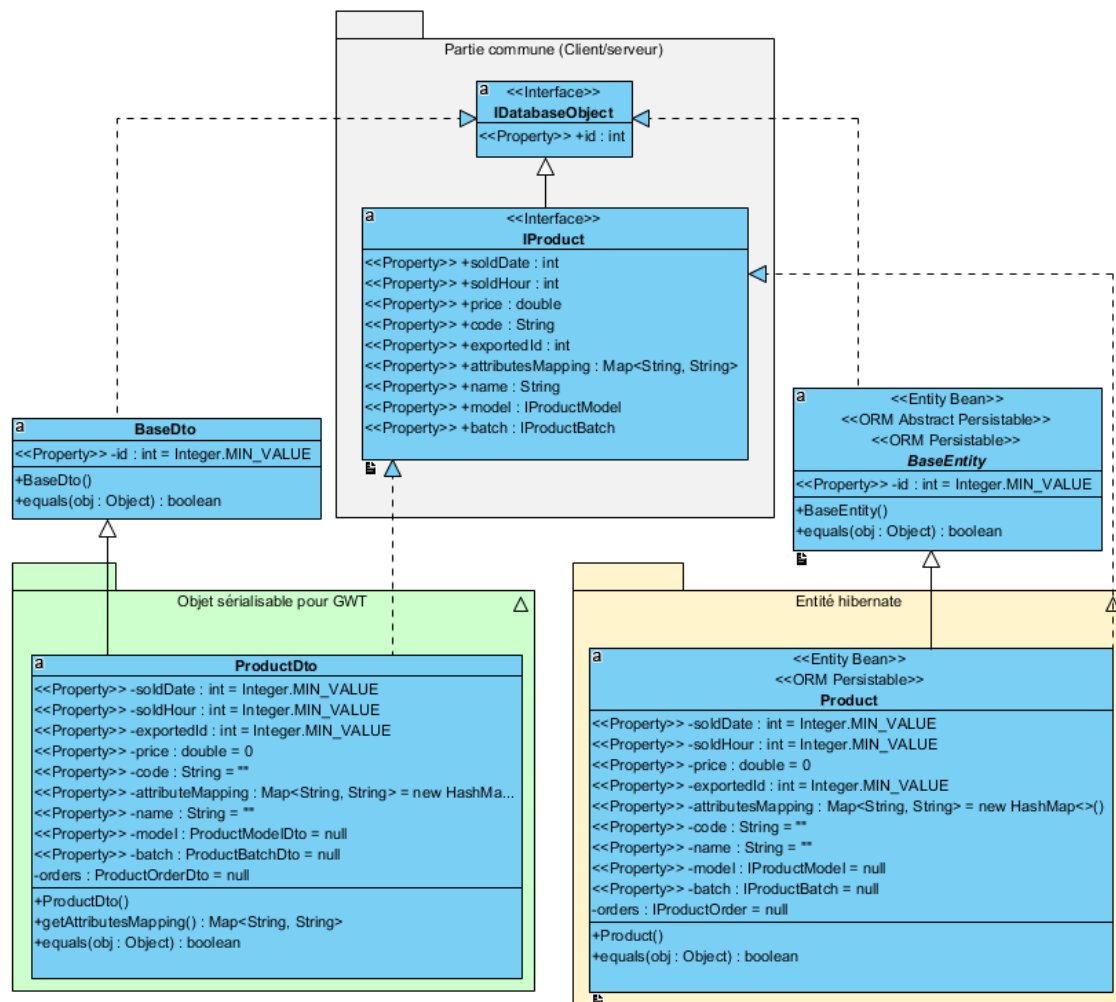 Partie commune (Client/serveur)
a
<<Interface>>
IDatabaseObject
<<Property>> +id : int
a
<<Interface>>
IProduct
<<Property>> +soldDate : int
<<Property>> +soldHour : int
<<Property>> +price : double
<<Property>> +code : String
<<Property>> +exportedId : int
<<Property>> +attributesMapping : Map<String, String>
<<Property>> +name : String
<<Property>> +model : IProductModel
<<Property>> +batch : IProductBatch
a
BaseDto
<<Property>> -id : int = Integer.MIN_VALUE
+BaseDto()
+equals(obj : Object) : boolean
a
<<Entity Bean>>
<<ORM Abstract Persistable>>
<<ORM Persistable>>
BaseEntity
<<Property>> -id : int = Integer.MIN_VALUE
+BaseEntity()
+equals(obj : Object) : boolean
Objet sérialisable pour GWT
a
ProductDto
<<Property>> -soldDate : int = Integer.MIN_VALUE
<<Property>> -soldHour : int = Integer.MIN_VALUE
<<Property>> -exportedId : int = Integer.MIN_VALUE
<<Property>> -price : double = 0
<<Property>> -code : String = ""
<<Property>> -attributeMapping : Map<String, String> = new HashMa...
<<Property>> -name : String = ""
<<Property>> -model : ProductModelDto = null
<<Property>> -batch : ProductBatchDto = null
-orders : ProductOrderDto = null
+ProductDto()
+getAttributesMapping() : Map<String, String>
+equals(obj : Object) : boolean
Entité hibernate
a
<<Entity Bean>>
<<ORM Persistable>>
Product
<<Property>> -soldDate : int = Integer.MIN_VALUE
<<Property>> -soldHour : int = Integer.MIN_VALUE
<<Property>> -price : double = 0
<<Property>> -exportedId : int = Integer.MIN_VALUE
<<Property>> -attributesMapping : Map<String, String> = new HashMap<>()
<<Property>> -code : String = ""
<<Property>> -name : String = ""
<<Property>> -model : IProductModel = null
<<Property>> -batch : IProductBatch = null
-orders : IProductOrder = null
+Product()
+equals(obj : Object) : boolean